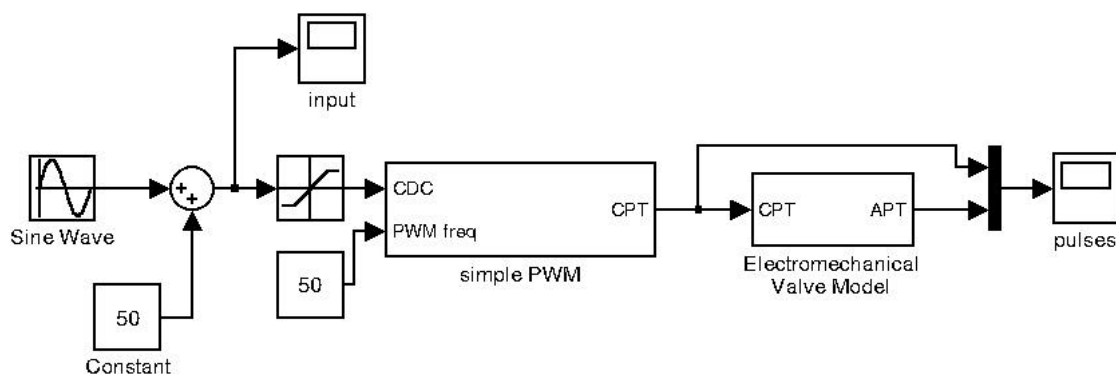 input
Sine Wave
+
+
50
Constant
50
CDC
PWM freq
CPT
simple PWM
CPT
APT
Electromechanical
Valve Model
pulses